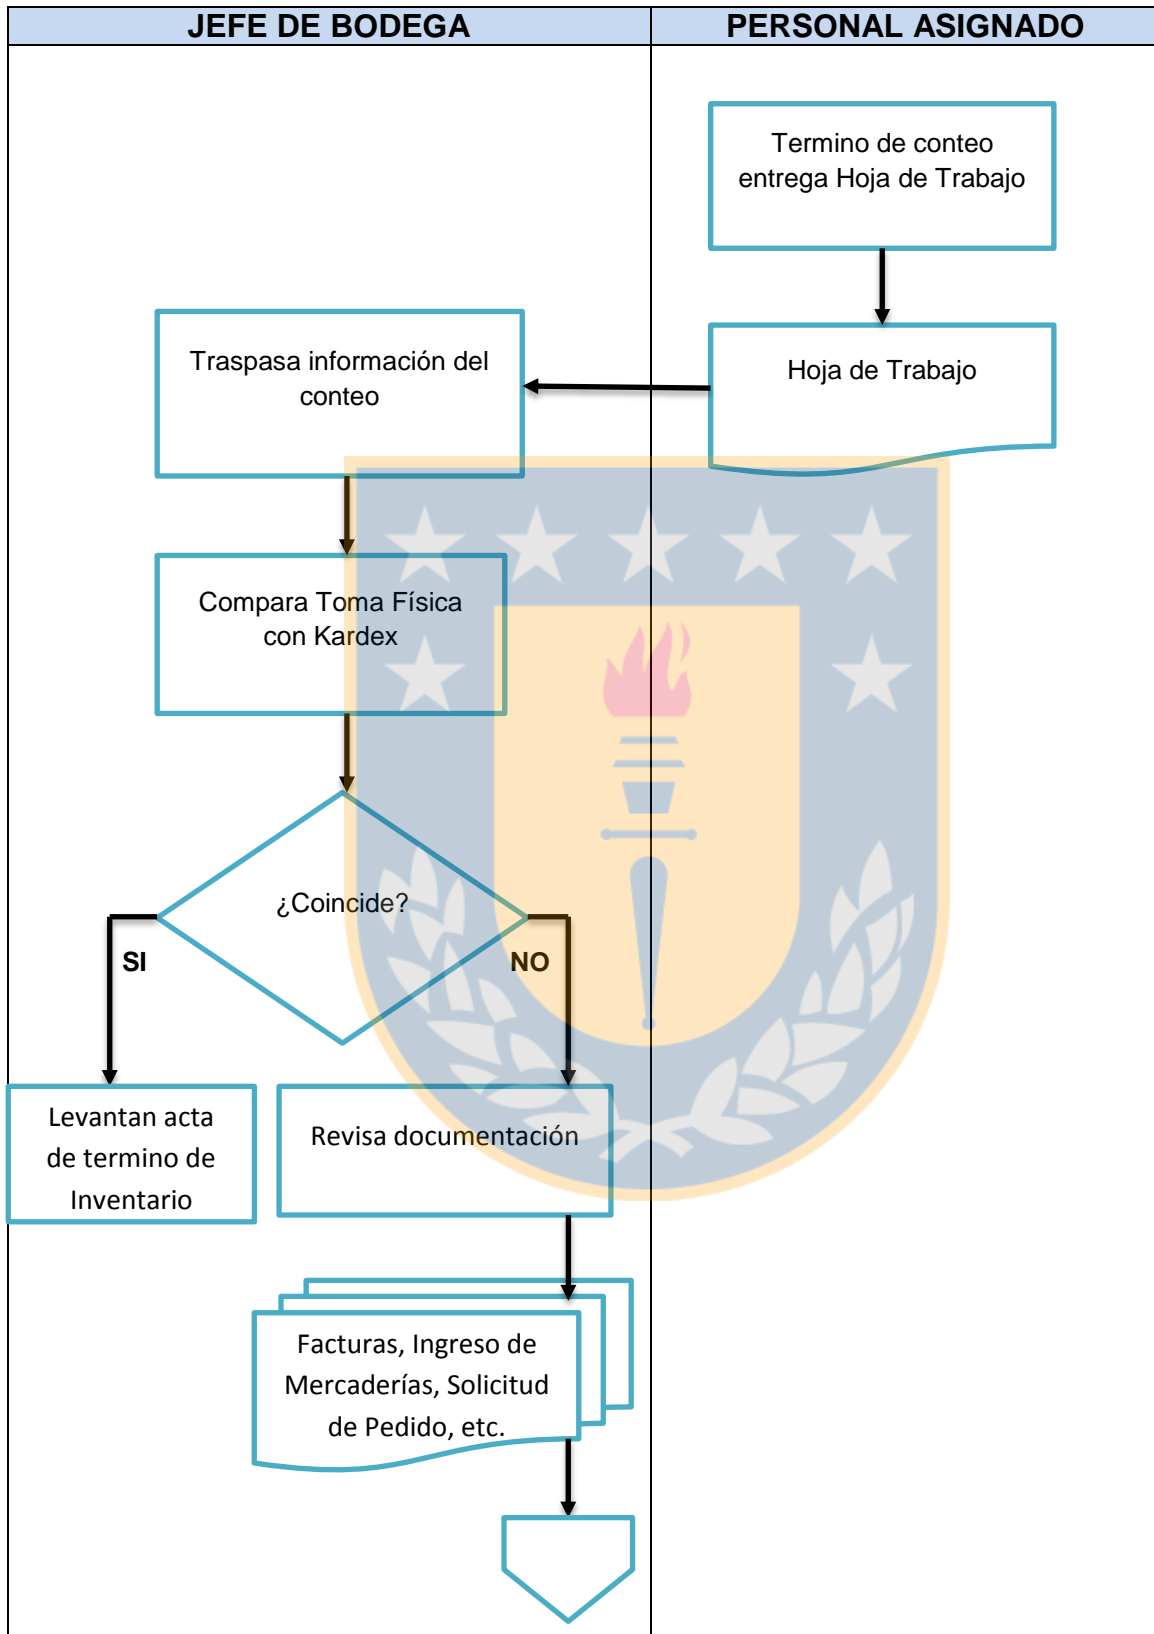 JEFE DE BODEGA
PERSONAL ASIGNADO
Termino de conteo
entrega Hoja de Trabajo
Hoja de Trabajo
Traspasa información del
conteo
Compara Toma Física
con Kardex
¿Coincide?
SI
NO
Levantan acta
de termino de
Inventario
Revisa documentación
Facturas, Ingreso de
Mercaderías, Solicitud
de Pedido, etc.